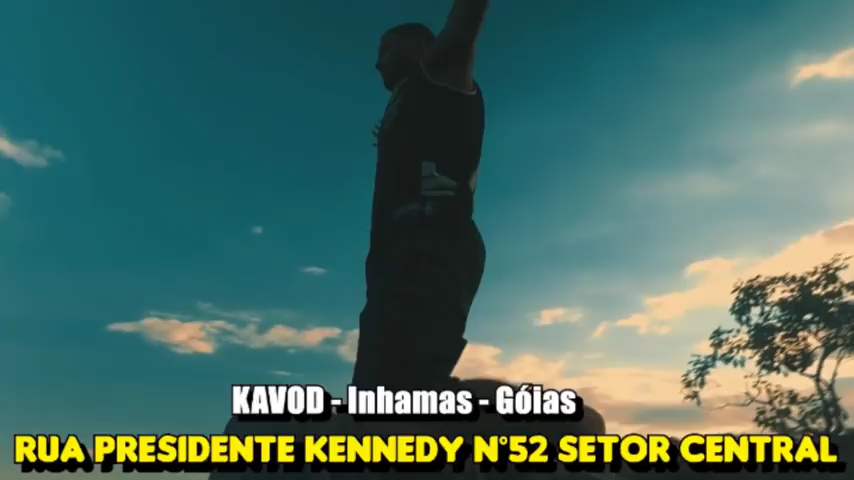 KAVOD - Inhamas - Góias
RUA PRESIDENTE KENNEDY N°52 SETOR CENTRAL